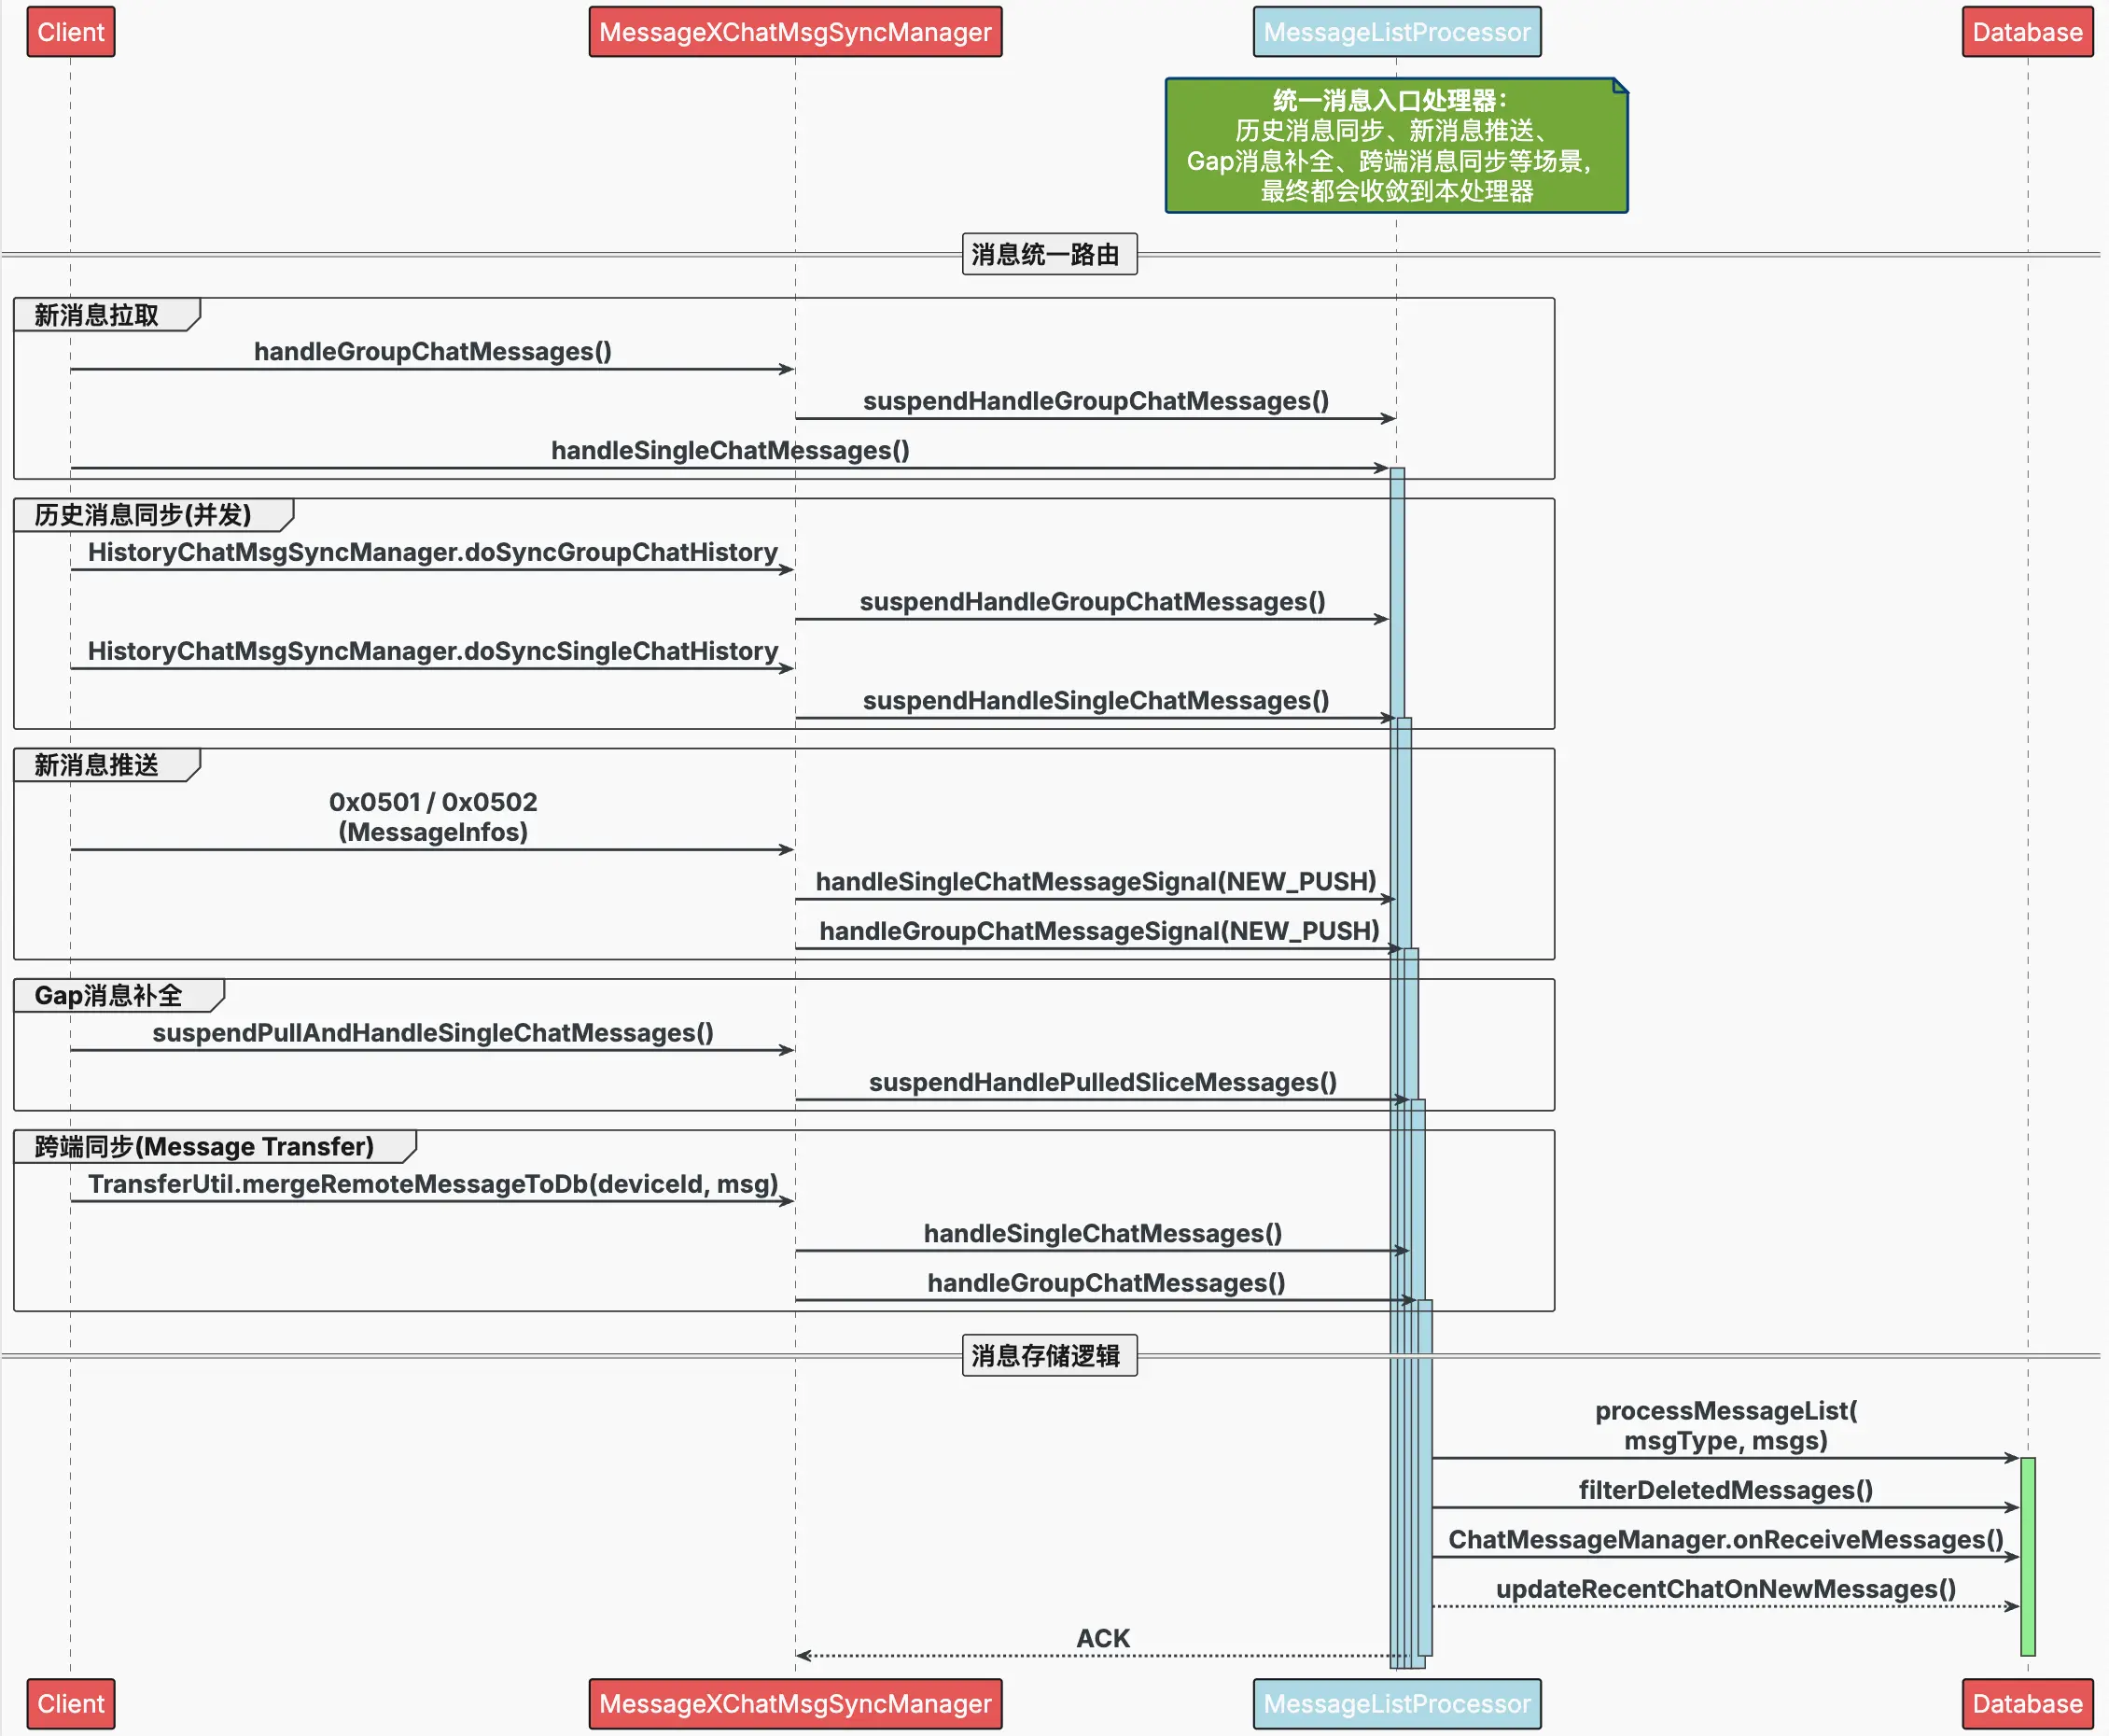 Client
MessageXChatMsgSyncManager
MessageListProcessor
Database
统一消息入口处理器：
历史消息同步、新消息推送、
Gap消息补全、跨端消息同步等场景，
最终都会收敛到本处理器
消息统一路由
新消息拉取
handleGroupChatMessages()
suspendHandleGroupChatMessages()
handleSingleChatMessages()
历史消息同步(并发)
HistoryChatMsgSyncManager.doSyncGroupChatHistory
suspendHandleGroupChatMessages()
HistoryChatMsgSyncManager.doSyncSingleChatHistory
suspendHandleSingleChatMessages()
新消息推送
0x0501 / 0x0502
(MessageInfos)
handleSingleChatMessageSignal(NEW_PUSH)
handleGroupChatMessageSignal(NEW_PUSH)
Gap消息补全
suspendPullAndHandleSingleChatMessages()
suspendHandlePulledSliceMessages()
跨端同步(Message Transfer)
TransferUtil.mergeRemoteMessageToDb(deviceId, msg)
handleSingleChatMessages()
handleGroupChatMessages()
消息存储逻辑
processMessageList(
msgType, msgs)
filterDeletedMessages()
ChatMessageManager.onReceiveMessages()
updateRecentChatOnNewMessages()
ACK
Client
MessageXChatMsgSyncManager
MessageListProcessor
Database